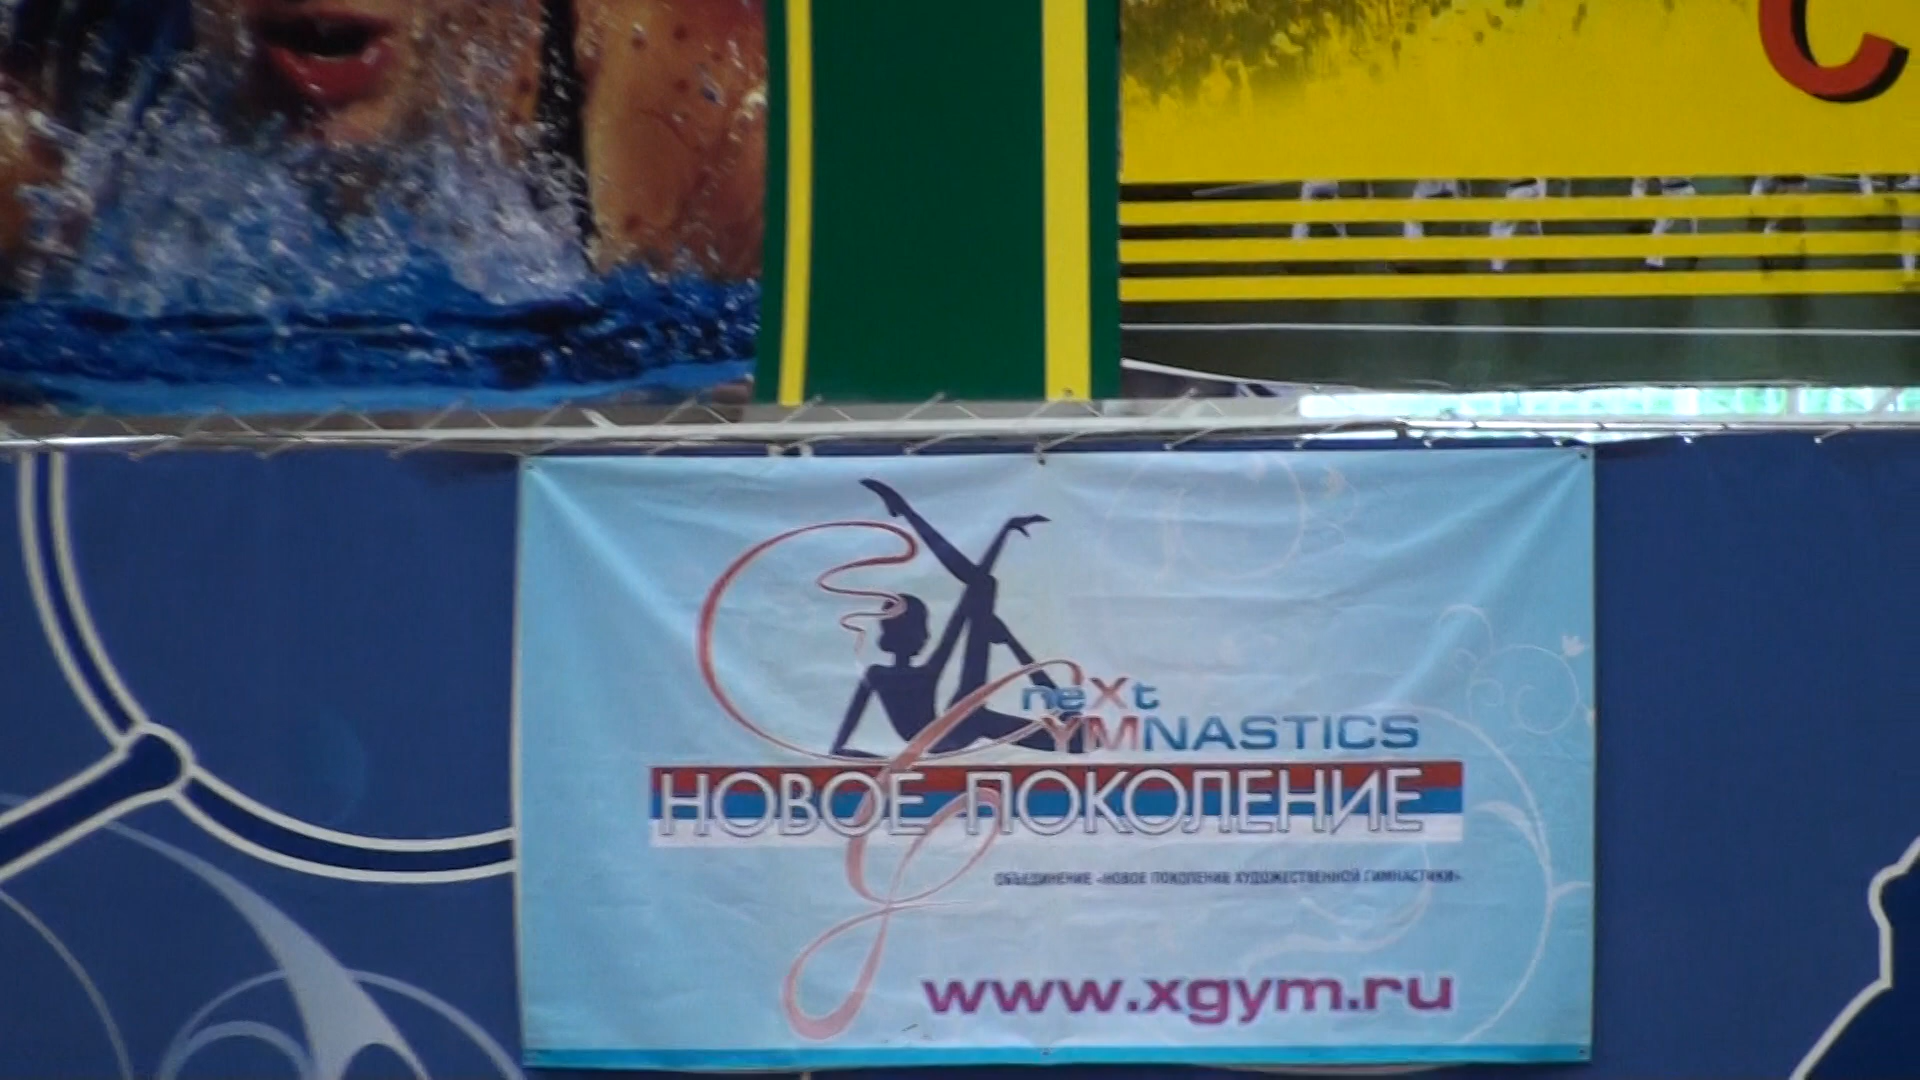 С
neXt
GYMNASTICS
НОВОЕ ПОКОЛЕНИЕ
ОБЪЕДИНЕНИЕ «НОВОЕ ПОКОЛЕНИЕ ХУДОЖЕСТВЕННОЙ ГИМНАСТИКИ»
www.xgym.ru